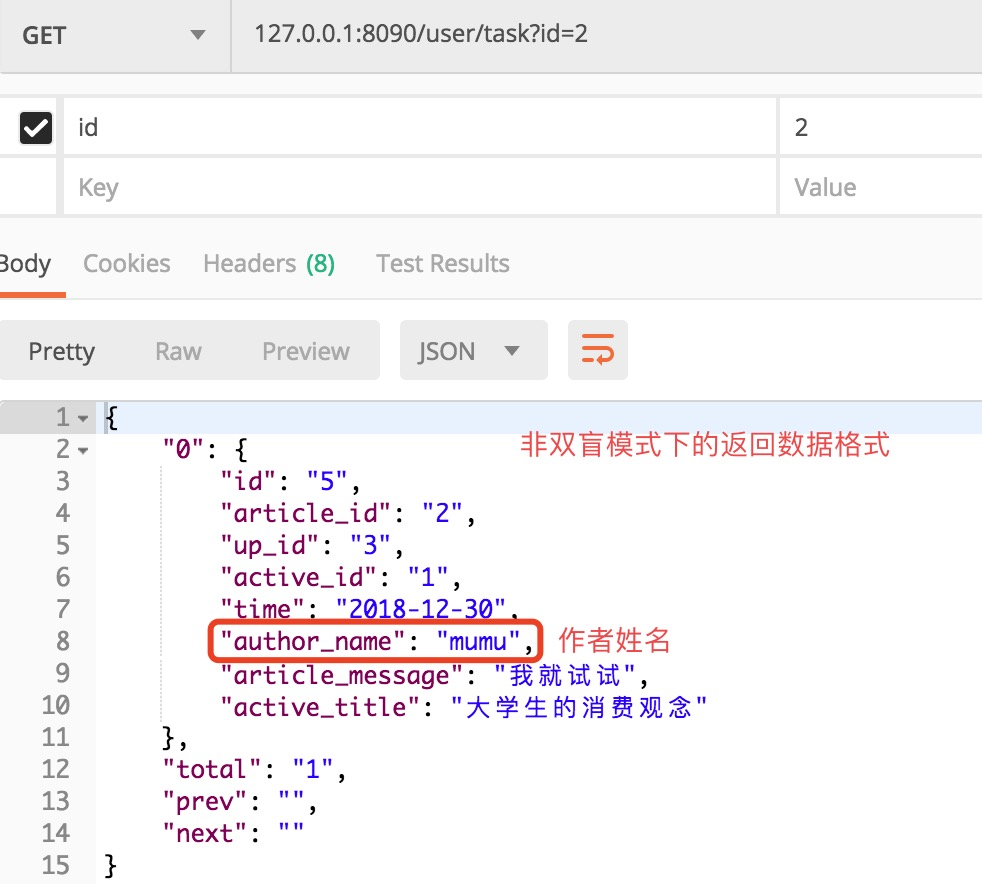 GET 127.0.0.1:8090/user/task?id=2
id 2
Key Value
Body Cookies Headers (8) Test Results
Pretty Raw Preview JSON
1 {
2 "0": { 非双盲模式下的返回数据格式
3 "id": "5",
4 "article_id": "2",
5 "up_id": "3",
6 "active_id": "1",
7 "time": "2018-12-30",
8 "author_name": "mumu", 作者姓名
9 "article_message": "我就试试",
10 "active_title": "大学生的消费观念"
11 },
12 "total": "1",
13 "prev": "",
14 "next": ""
15 }